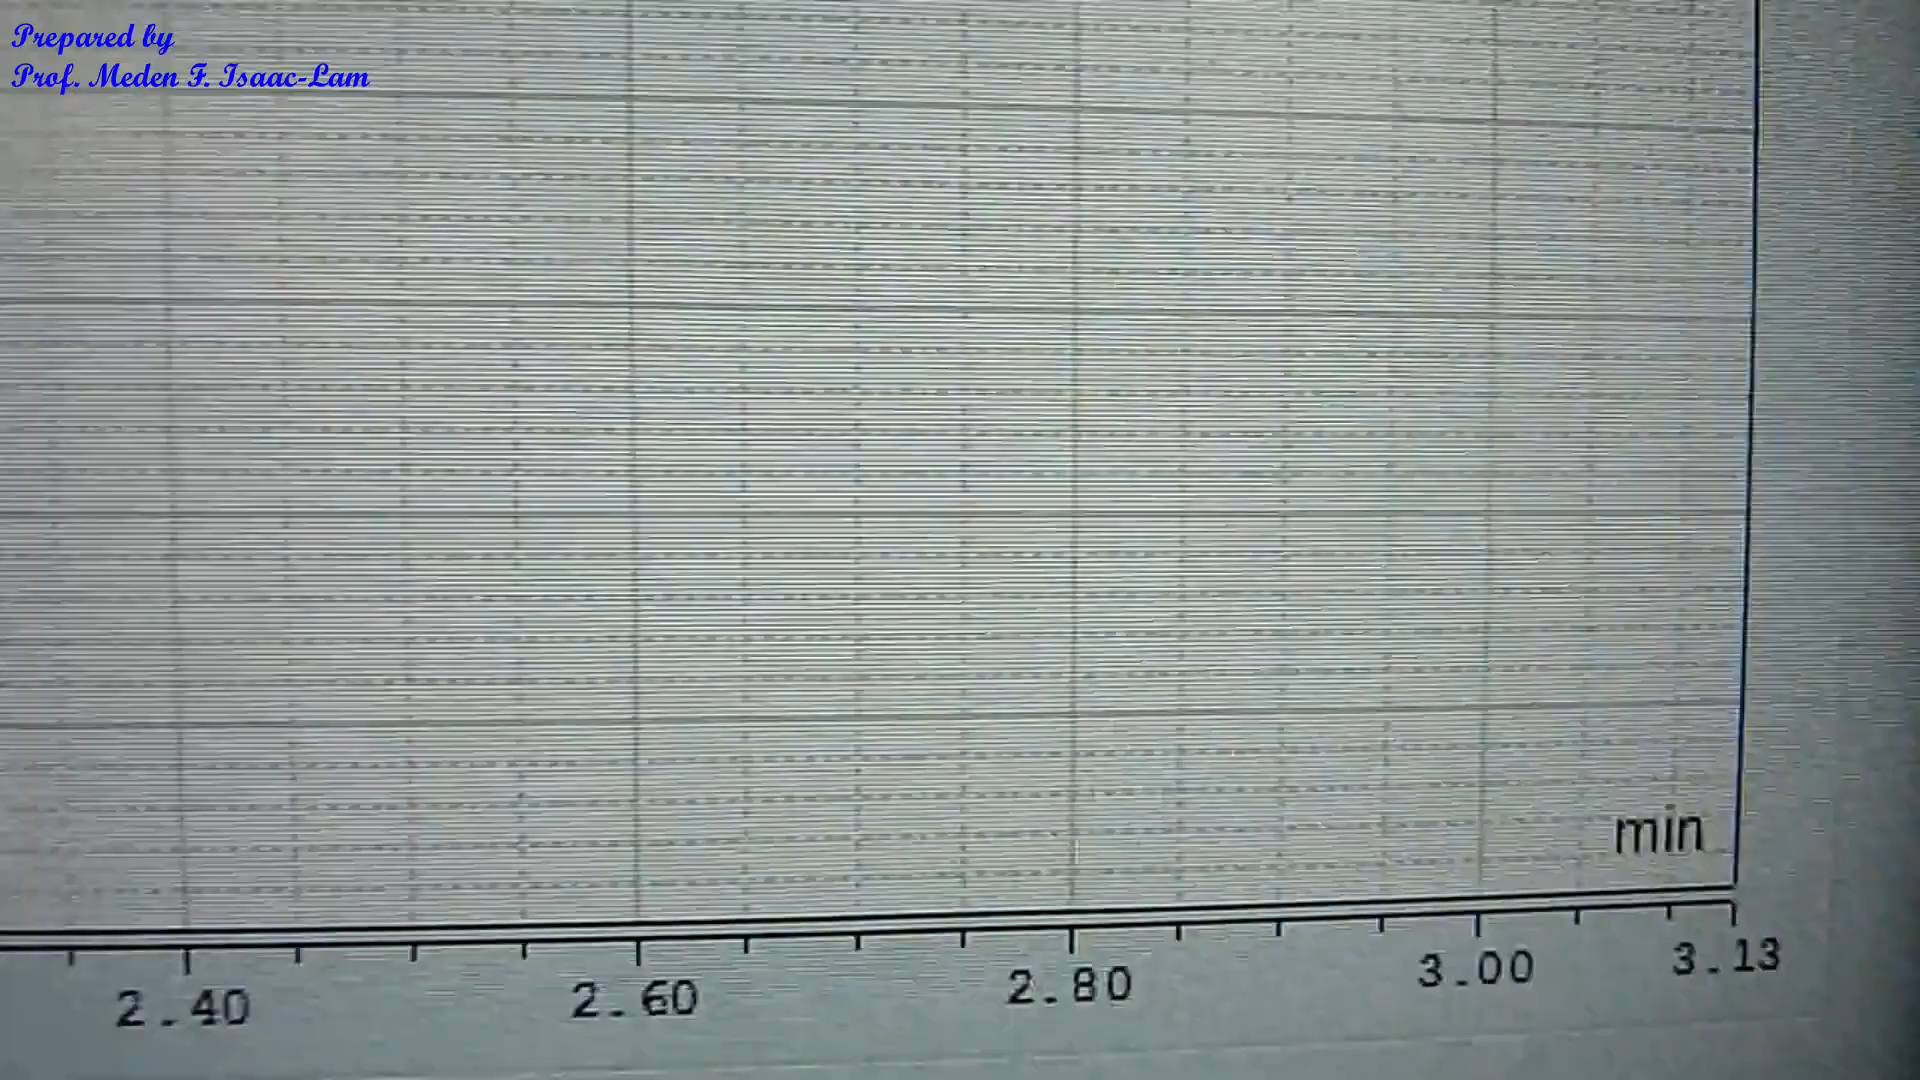 Prepared by
Prof. Meden F. Isaac-Lam
min
2.40 2.60 2.80 3.00 3.13